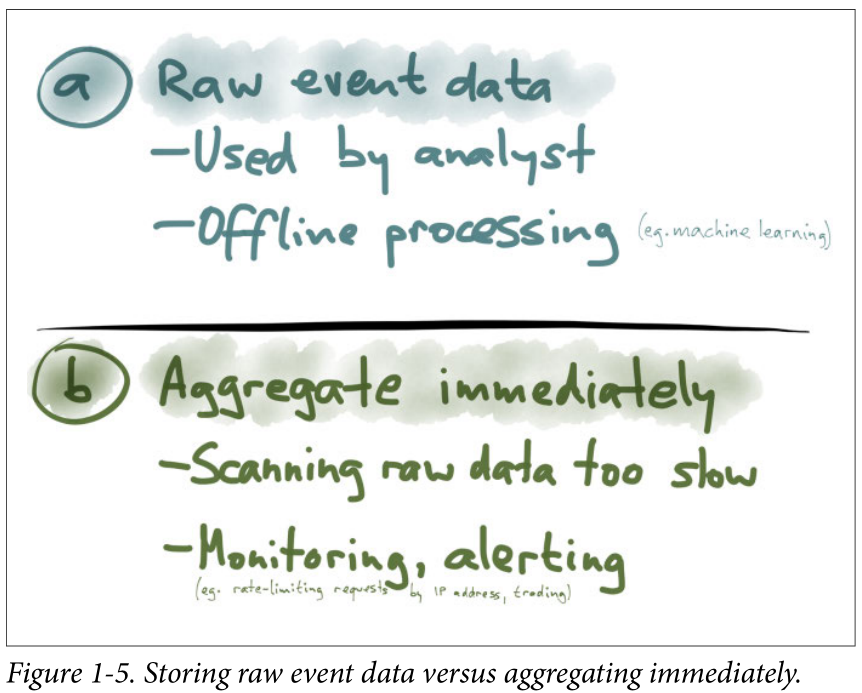 a Raw event data
-Used by analyst
-Offline processing (eg. machine learning)
b Aggregate immediately
-Scanning raw data too slow
-Monitoring, alerting
(eg. rate-limiting requests by IP address, trading)
Figure 1-5. Storing raw event data versus aggregating immediately.